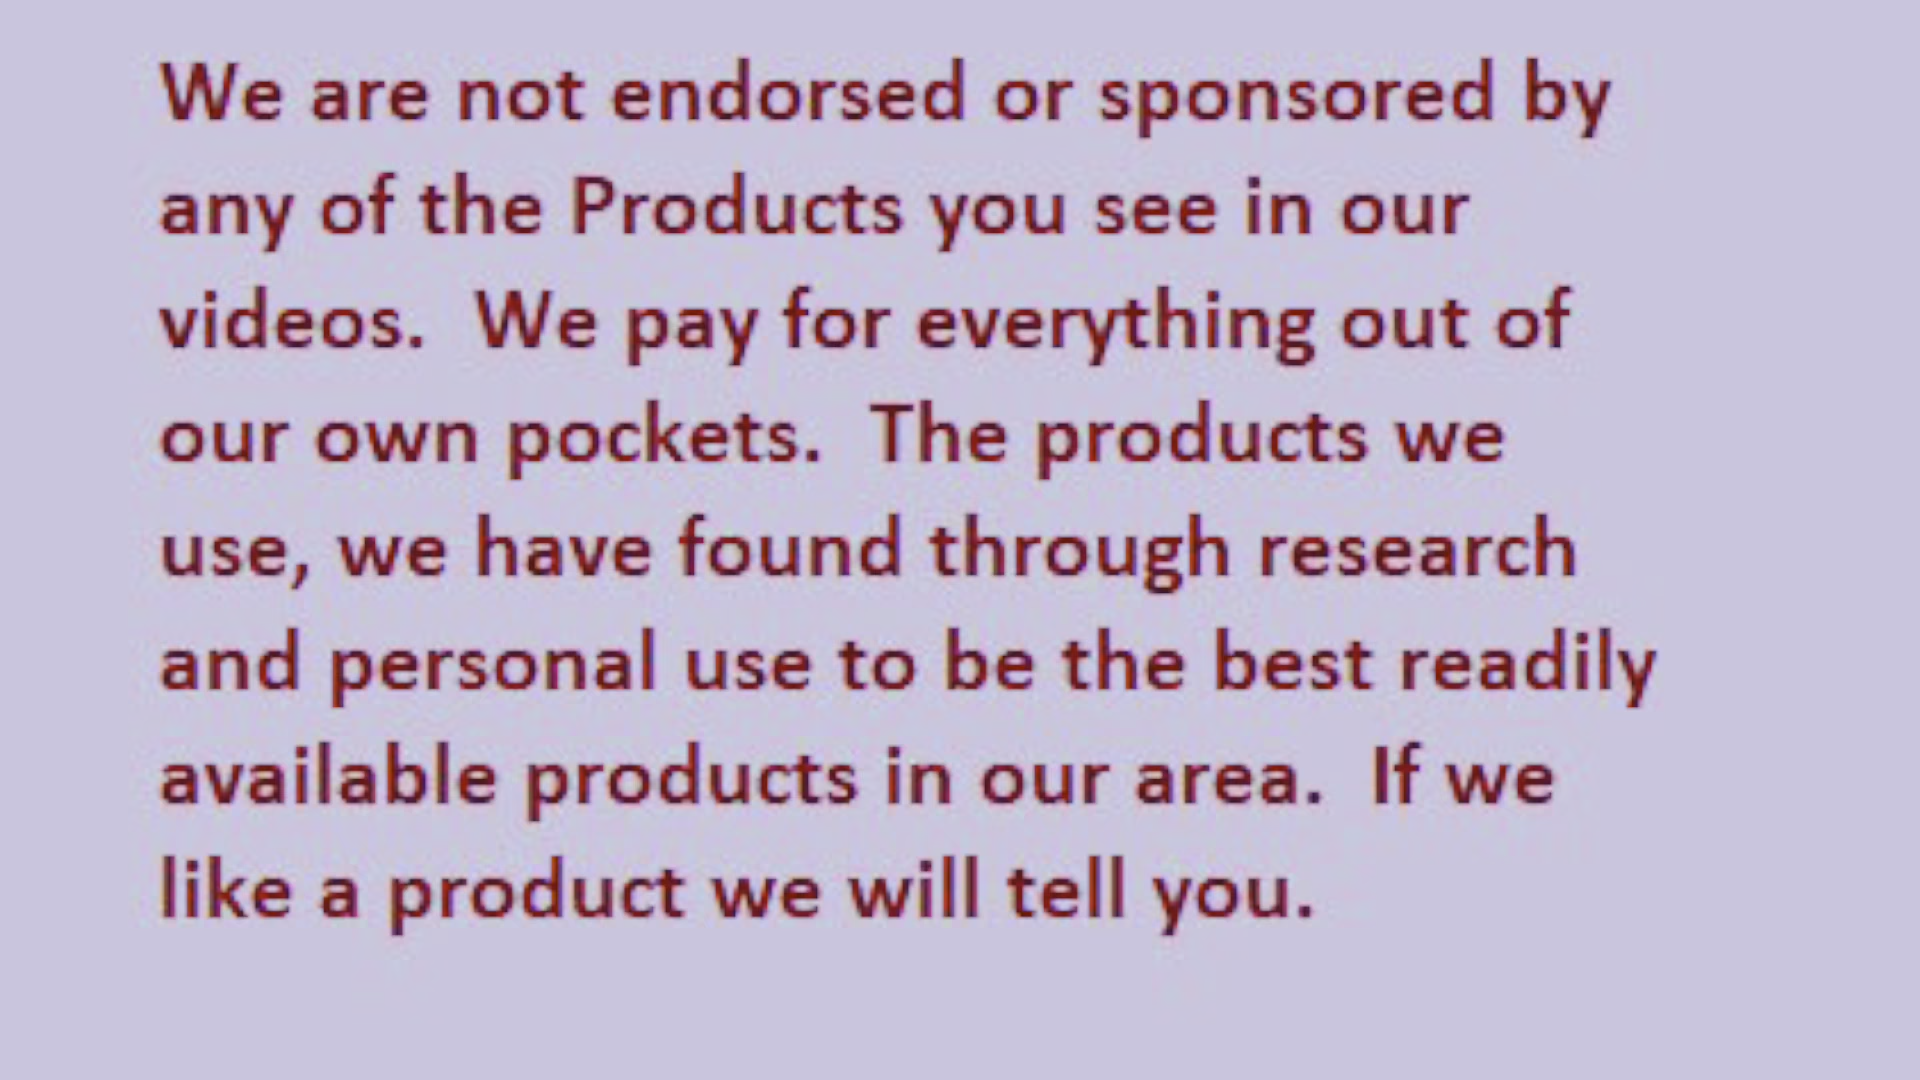 We are not endorsed or sponsored by
any of the Products you see in our
videos.  We pay for everything out of
our own pockets.  The products we
use, we have found through research
and personal use to be the best readily
available products in our area.  If we
like a product we will tell you.